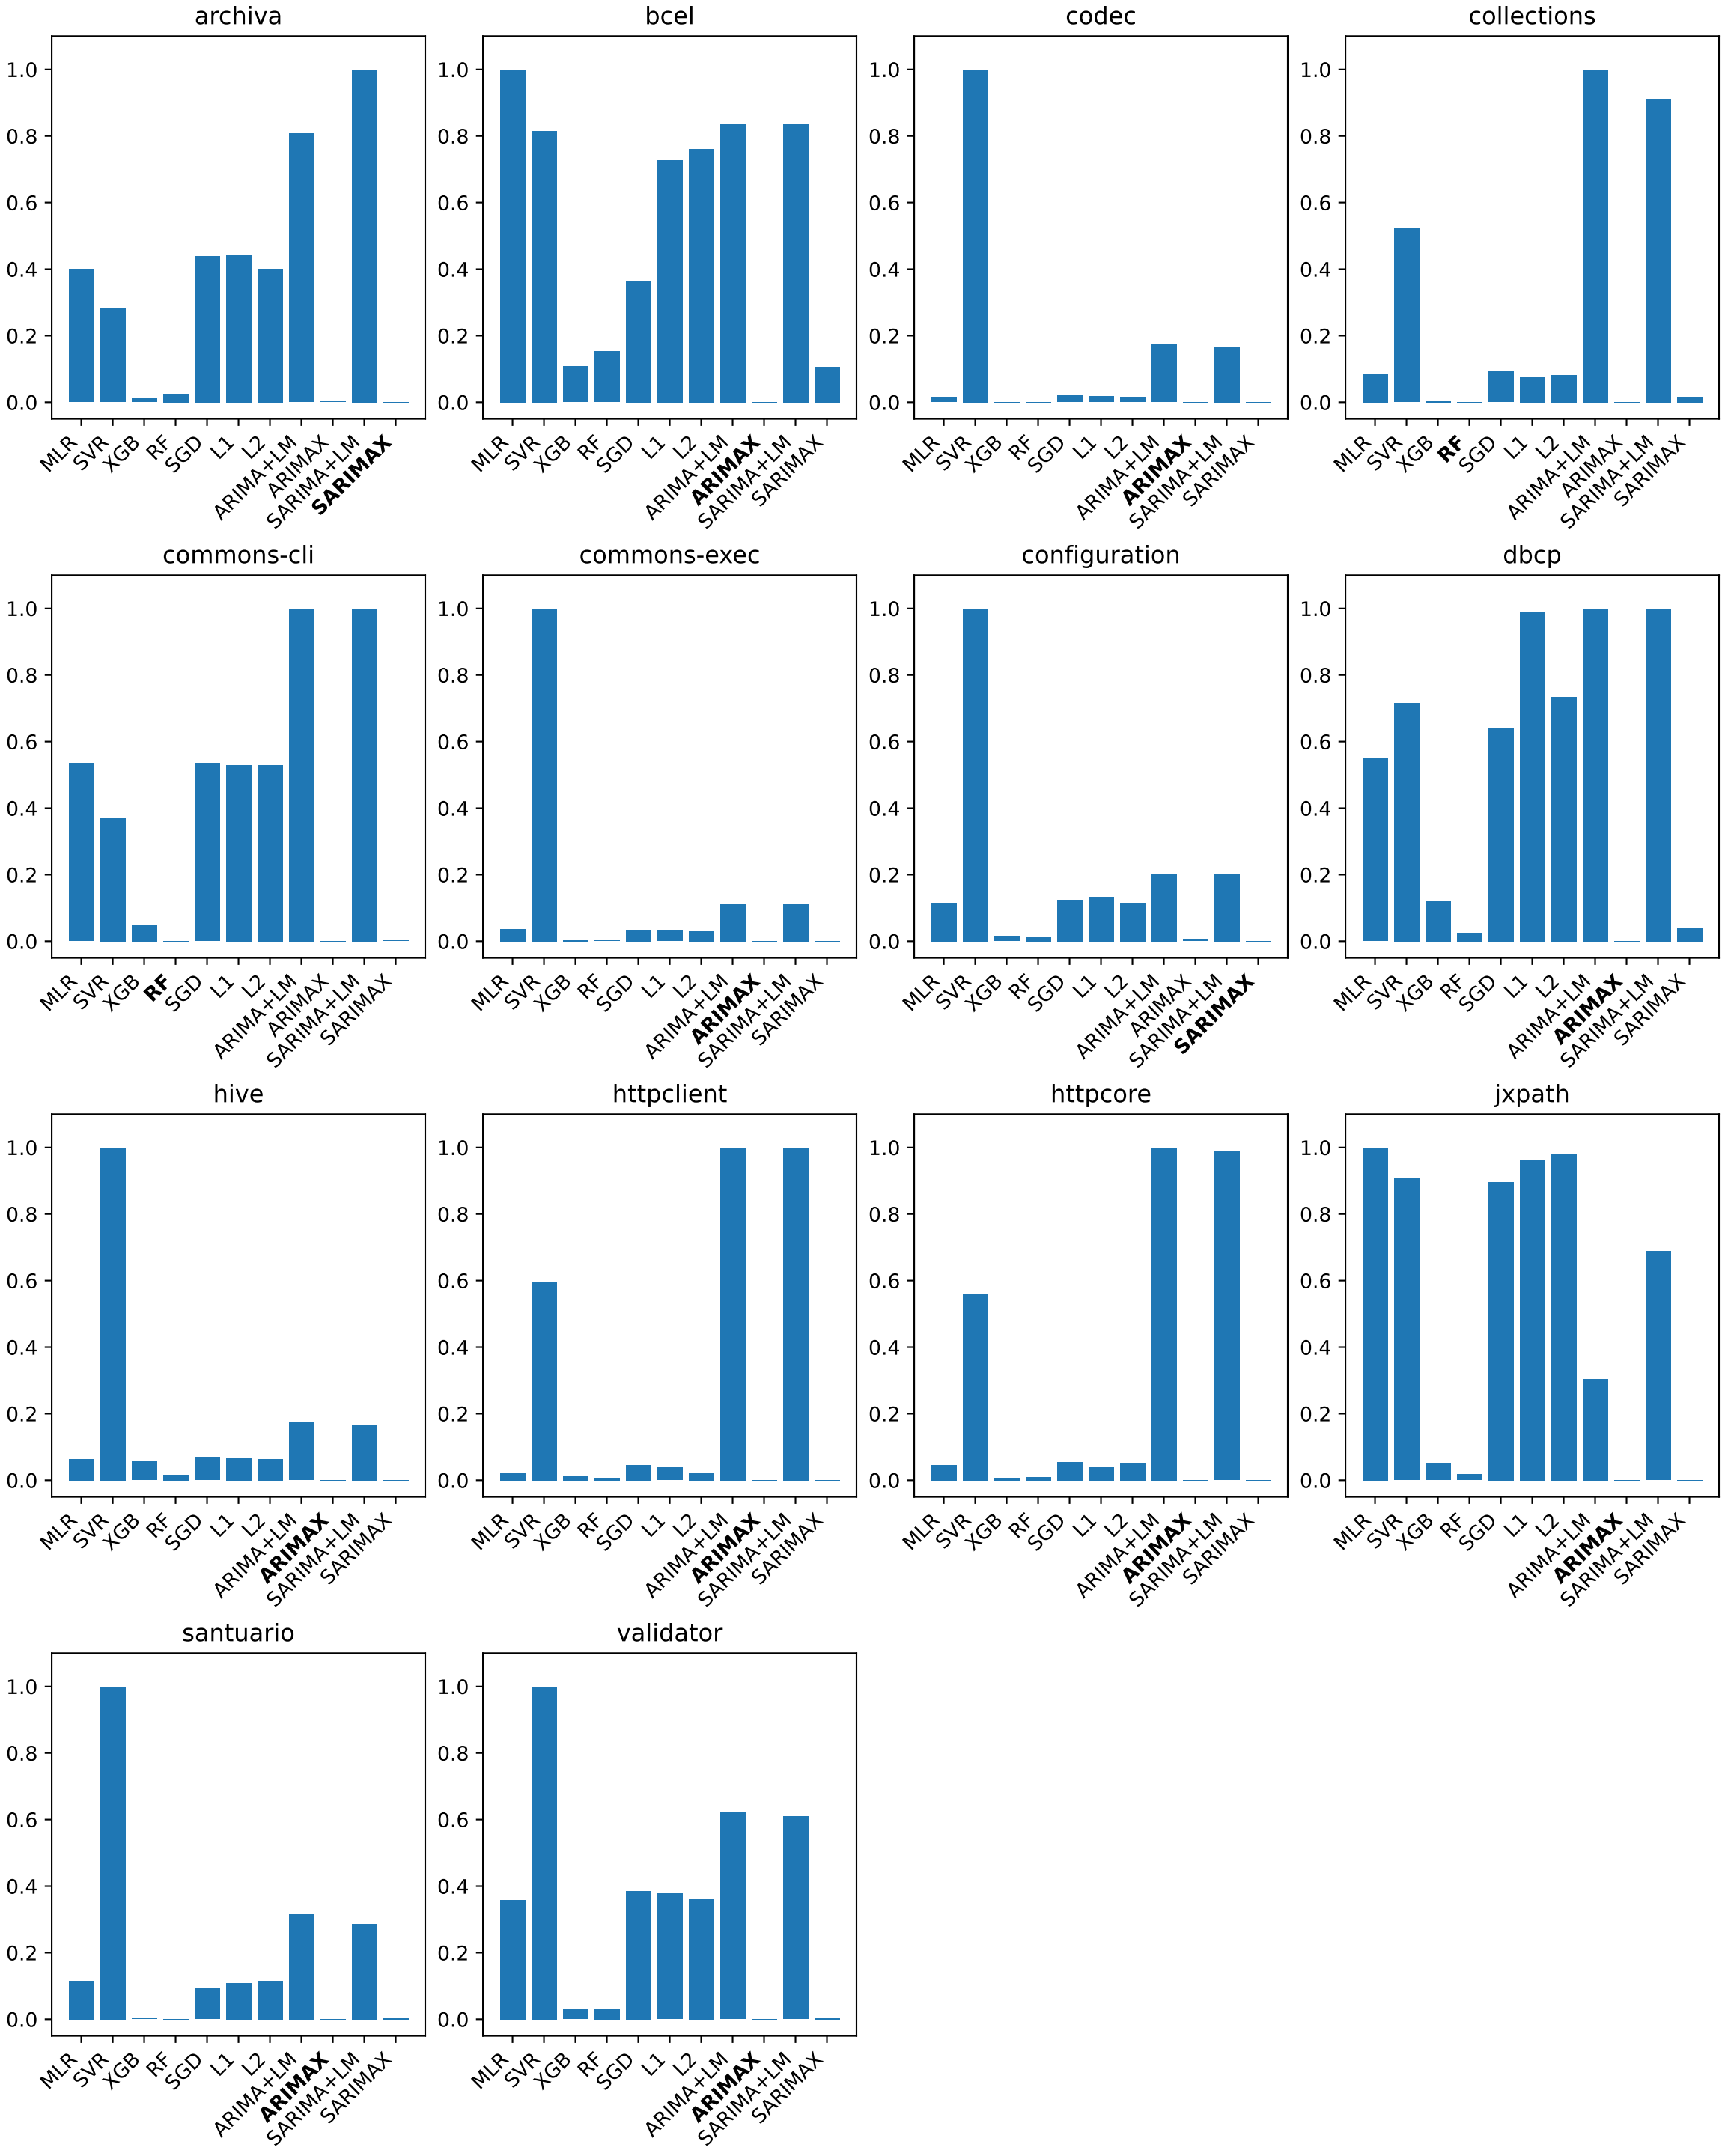 archiva bcel codec collections
1.0 1.0 1.0 1.0
0.8 0.8 0.8 0.8
0.6 0.6 0.6 0.6
0.4 0.4 0.4 0.4
0.2 0.2 0.2 0.2
0.0 0.0 0.0 0.0
MLR SVR XGB RF SGD L1 L2 ARIMA+LM ARIMAX SARIMA+LM SARIMAX MLR SVR XGB RF SGD L1 L2 ARIMA+LM ARIMAX SARIMA+LM SARIMAX MLR SVR XGB RF SGD L1 L2 ARIMA+LM ARIMAX SARIMA+LM SARIMAX MLR SVR XGB RF SGD L1 L2 ARIMA+LM ARIMAX SARIMA+LM SARIMAX
commons-cli commons-exec configuration dbcp
1.0 1.0 1.0 1.0
0.8 0.8 0.8 0.8
0.6 0.6 0.6 0.6
0.4 0.4 0.4 0.4
0.2 0.2 0.2 0.2
0.0 0.0 0.0 0.0
MLR SVR XGB RF SGD L1 L2 ARIMA+LM ARIMAX SARIMA+LM SARIMAX MLR SVR XGB RF SGD L1 L2 ARIMA+LM ARIMAX SARIMA+LM SARIMAX MLR SVR XGB RF SGD L1 L2 ARIMA+LM ARIMAX SARIMA+LM SARIMAX MLR SVR XGB RF SGD L1 L2 ARIMA+LM ARIMAX SARIMA+LM SARIMAX
hive httpclient httpcore jxpath
1.0 1.0 1.0 1.0
0.8 0.8 0.8 0.8
0.6 0.6 0.6 0.6
0.4 0.4 0.4 0.4
0.2 0.2 0.2 0.2
0.0 0.0 0.0 0.0
MLR SVR XGB RF SGD L1 L2 ARIMA+LM ARIMAX SARIMA+LM SARIMAX MLR SVR XGB RF SGD L1 L2 ARIMA+LM ARIMAX SARIMA+LM SARIMAX MLR SVR XGB RF SGD L1 L2 ARIMA+LM ARIMAX SARIMA+LM SARIMAX MLR SVR XGB RF SGD L1 L2 ARIMA+LM ARIMAX SARIMA+LM SARIMAX
santuario validator
1.0 1.0
0.8 0.8
0.6 0.6
0.4 0.4
0.2 0.2
0.0 0.0
MLR SVR XGB RF SGD L1 L2 ARIMA+LM ARIMAX SARIMA+LM SARIMAX MLR SVR XGB RF SGD L1 L2 ARIMA+LM ARIMAX SARIMA+LM SARIMAX